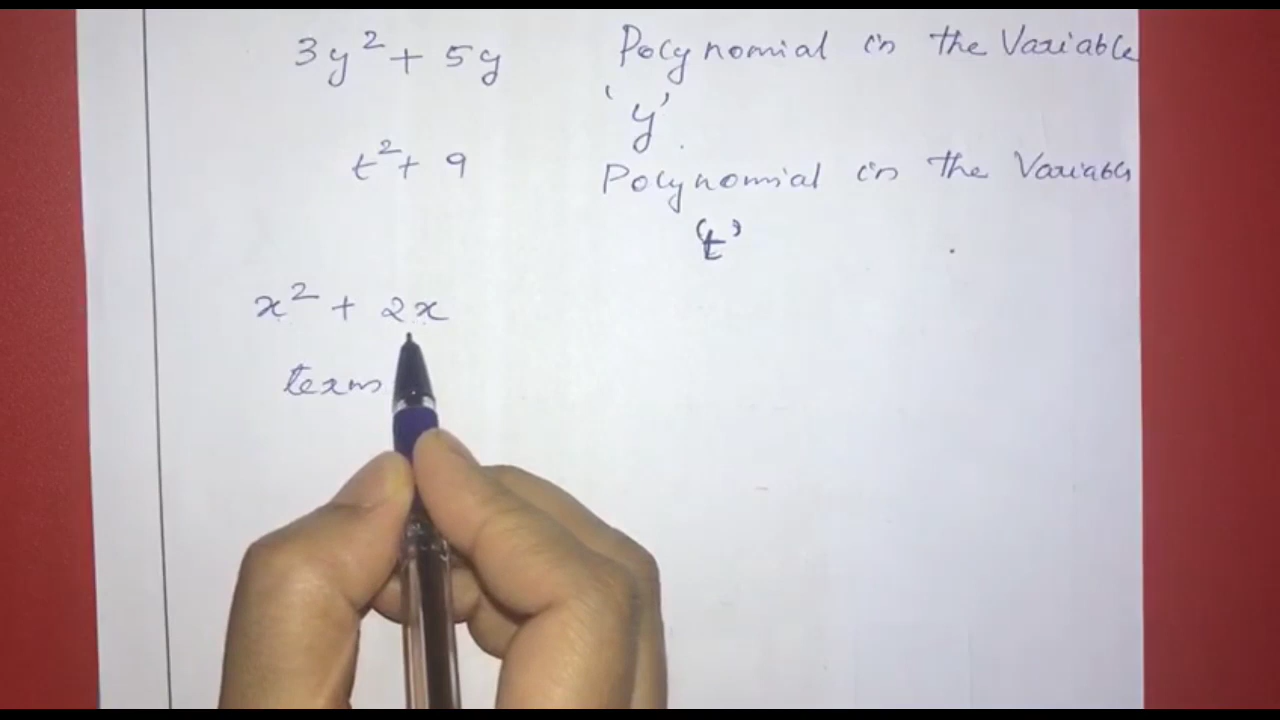 3y² + 5y Polynomial in the Variable
'y'.
t² + 9 Polynomial in the Variable
't'
x² + 2x
terms